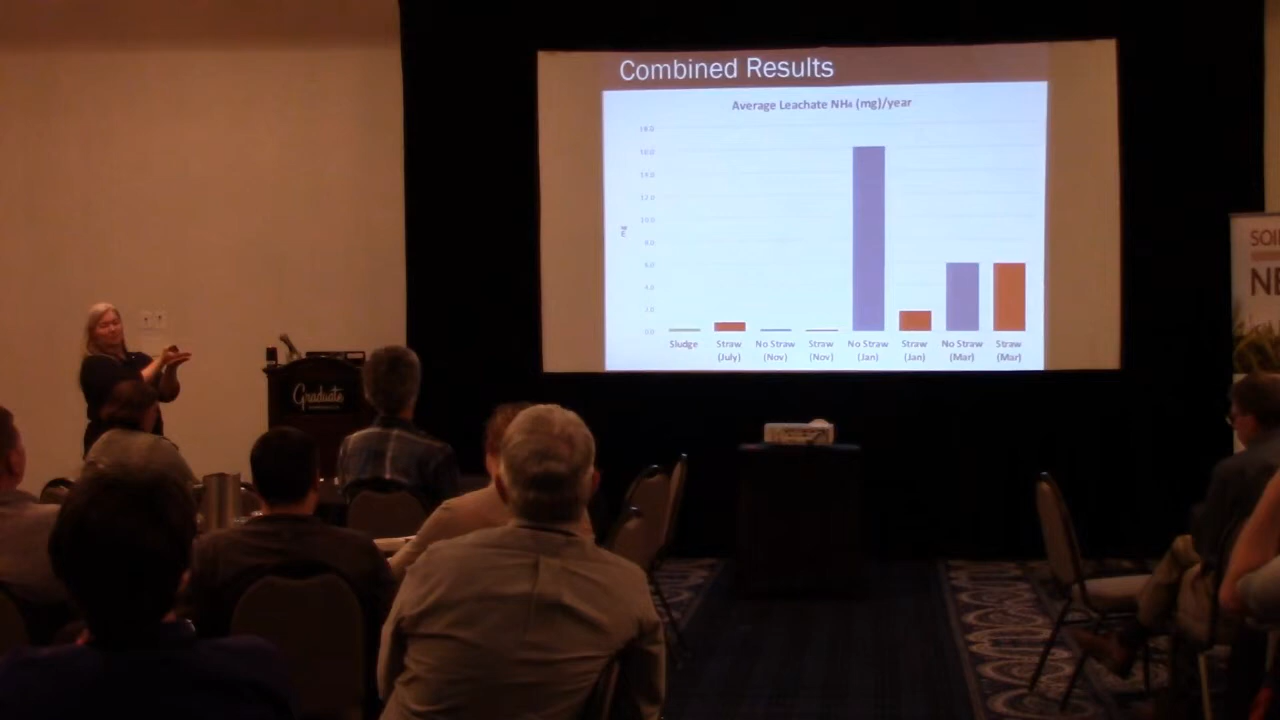 Combined Results
Average Leachate NH₄ (mg)/year
18.0
16.0
14.0
12.0
10.0
8.0
6.0
4.0
2.0
0.0
mg
Sludge
Straw (July)
No Straw (Nov)
Straw (Nov)
No Straw (Jan)
Straw (Jan)
No Straw (Mar)
Straw (Mar)
Graduate